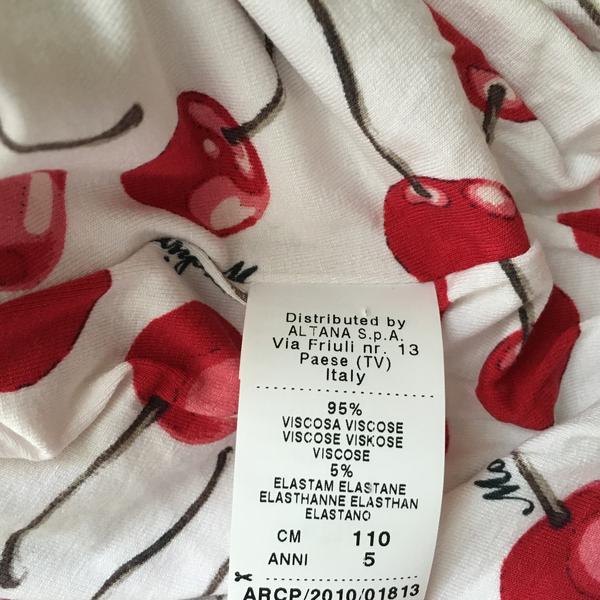 Distributed by
ALTANA S.p.A.
Via Friuli nr. 13
Paese (TV)
Italy
95%
VISCOSA VISCOSE
VISCOSE VISKOSE
VISCOSE
5%
ELASTAM ELASTANE
ELASTHANNE ELASTHAN
ELASTANO
CM 110
ANNI 5
ARCP/2010/01813